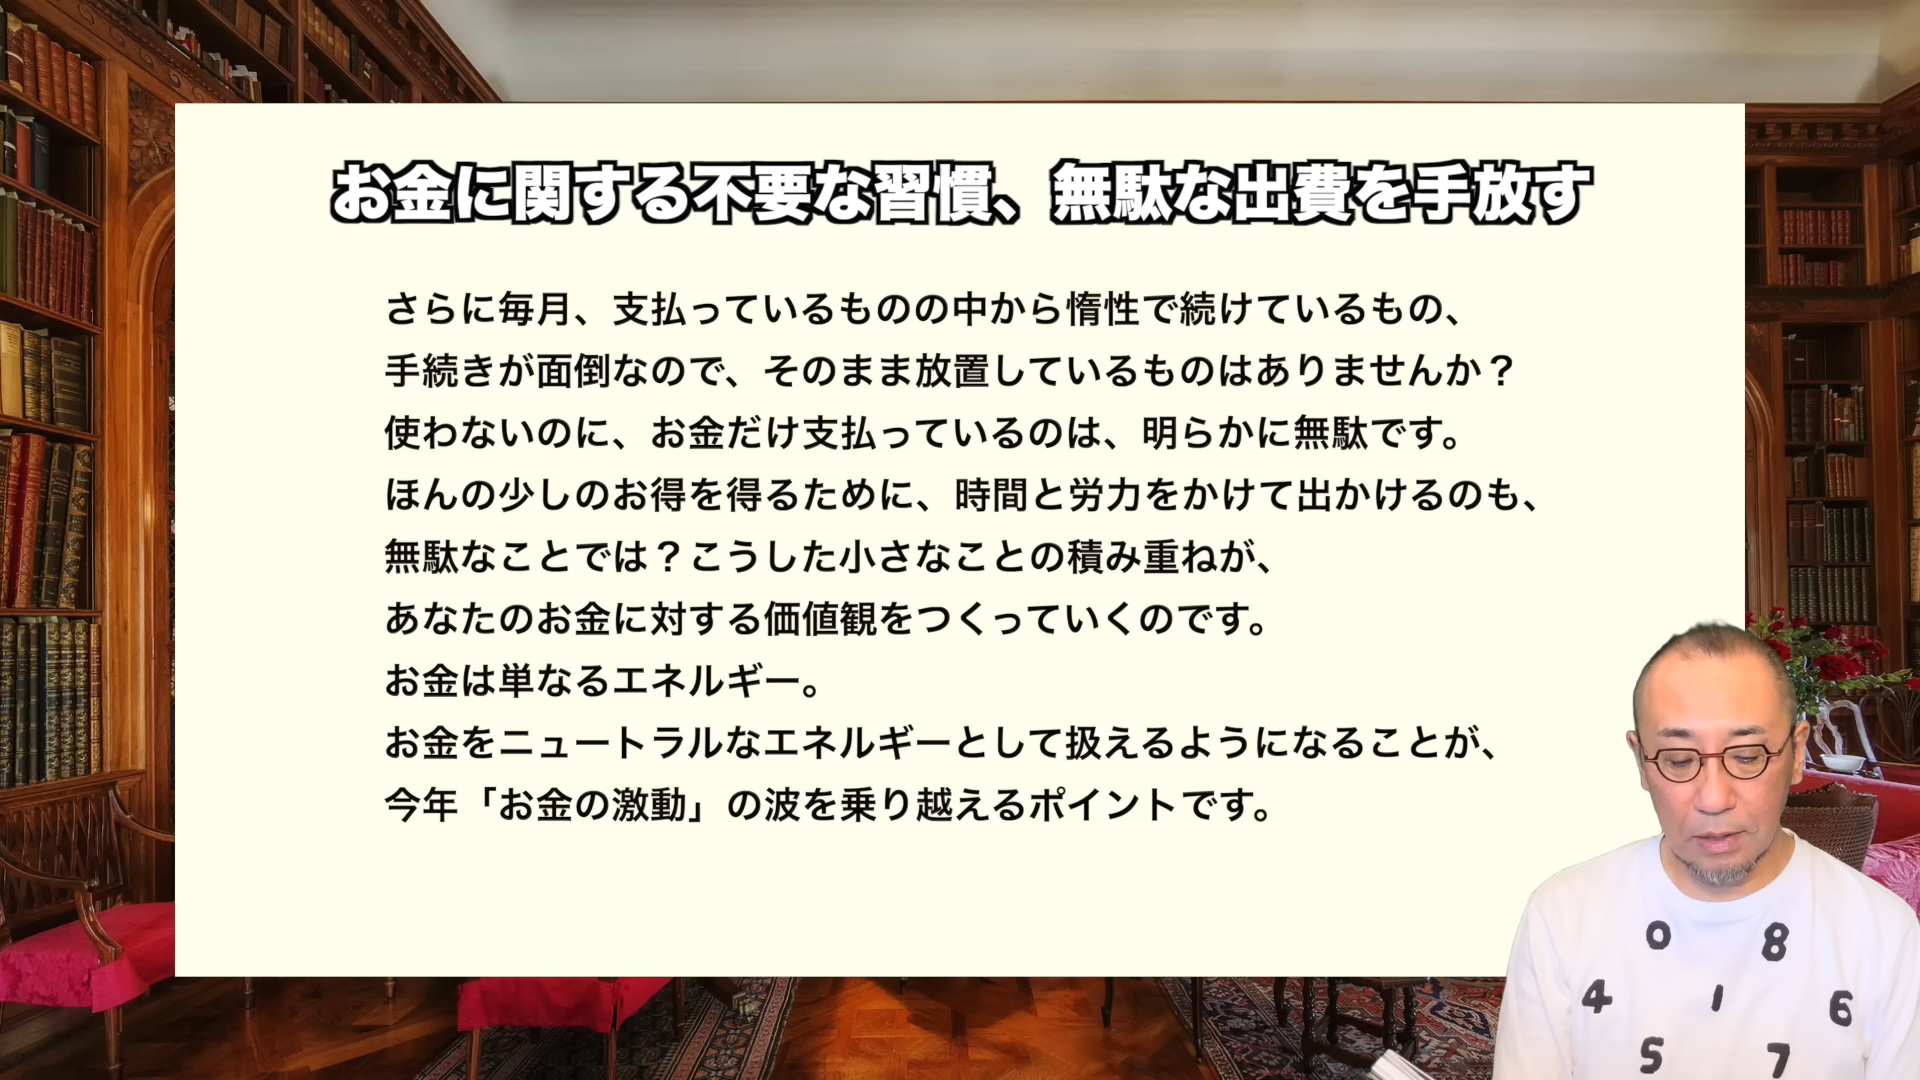 お金に関する不要な習慣、無駄な出費を手放す
さらに毎月、支払っているものの中から惰性で続けているもの、
手続きが面倒なので、そのまま放置しているものはありませんか？
使わないのに、お金だけ支払っているのは、明らかに無駄です。
ほんの少しのお得を得るために、時間と労力をかけて出かけるのも、
無駄なことでは？こうした小さなことの積み重ねが、
あなたのお金に対する価値観をつくっていくのです。
お金は単なるエネルギー。
お金をニュートラルなエネルギーとして扱えるようになることが、
今年「お金の激動」の波を乗り越えるポイントです。
0 8
4 1 6
5 7